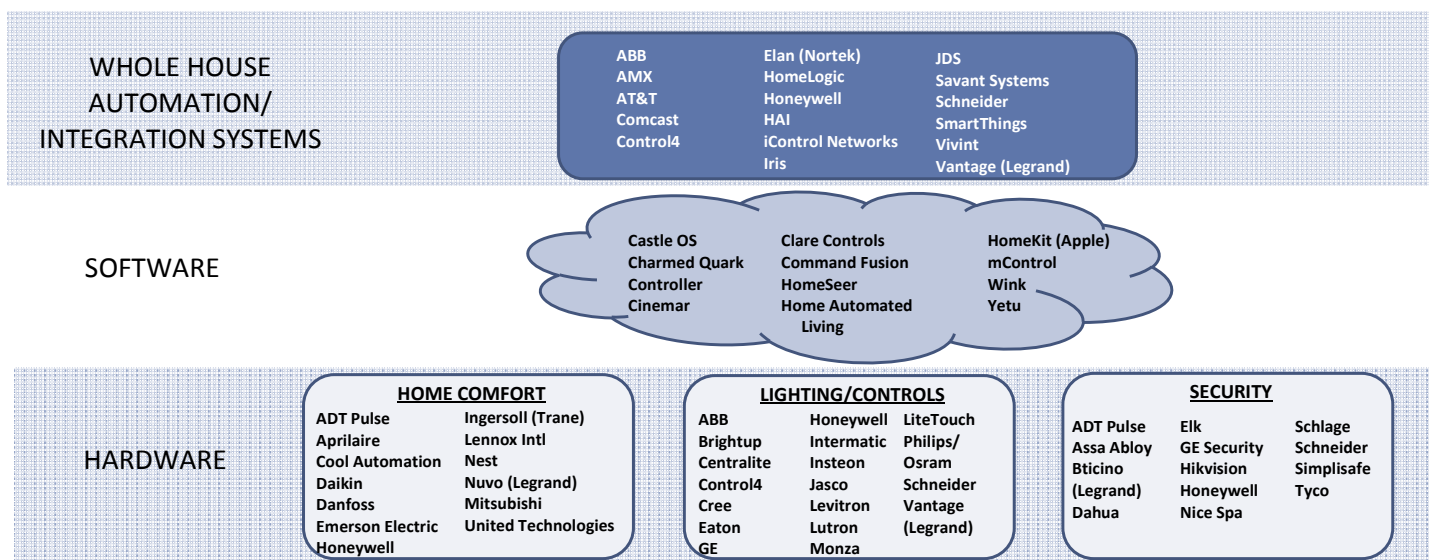 WHOLE HOUSE
AUTOMATION/
INTEGRATION SYSTEMS
ABB
AMX
AT&T
Comcast
Control4
Elan (Nortek)
HomeLogic
Honeywell
HAI
iControl Networks
Iris
JDS
Savant Systems
Schneider
SmartThings
Vivint
Vantage (Legrand)
SOFTWARE
Castle OS
Charmed Quark
Controller
Cinemar
Clare Controls
Command Fusion
HomeSeer
Home Automated
Living
HomeKit (Apple)
mControl
Wink
Yetu
HARDWARE
HOME COMFORT
ADT Pulse
Aprilaire
Cool Automation
Daikin
Danfoss
Emerson Electric
Honeywell
Ingersoll (Trane)
Lennox Intl
Nest
Nuvo (Legrand)
Mitsubishi
United Technologies
LIGHTING/CONTROLS
ABB
Brightup
Centralite
Control4
Cree
Eaton
GE
Honeywell
Intermatic
Insteon
Jasco
Levitron
Lutron
Monza
LiteTouch
Philips/
Osram
Schneider
Vantage
(Legrand)
SECURITY
ADT Pulse
Assa Abloy
Bticino
(Legrand)
Dahua
Elk
GE Security
Hikvision
Honeywell
Nice Spa
Schlage
Schneider
Simplisafe
Tyco